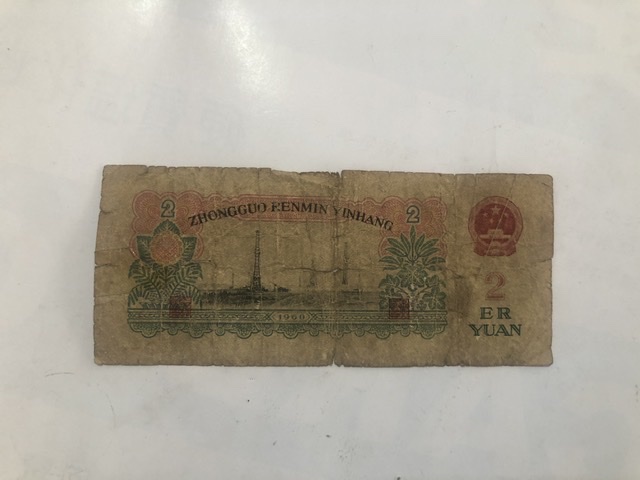 2
ZHONGGUO RENMIN YINHANG
2
1960
2
ER
YUAN